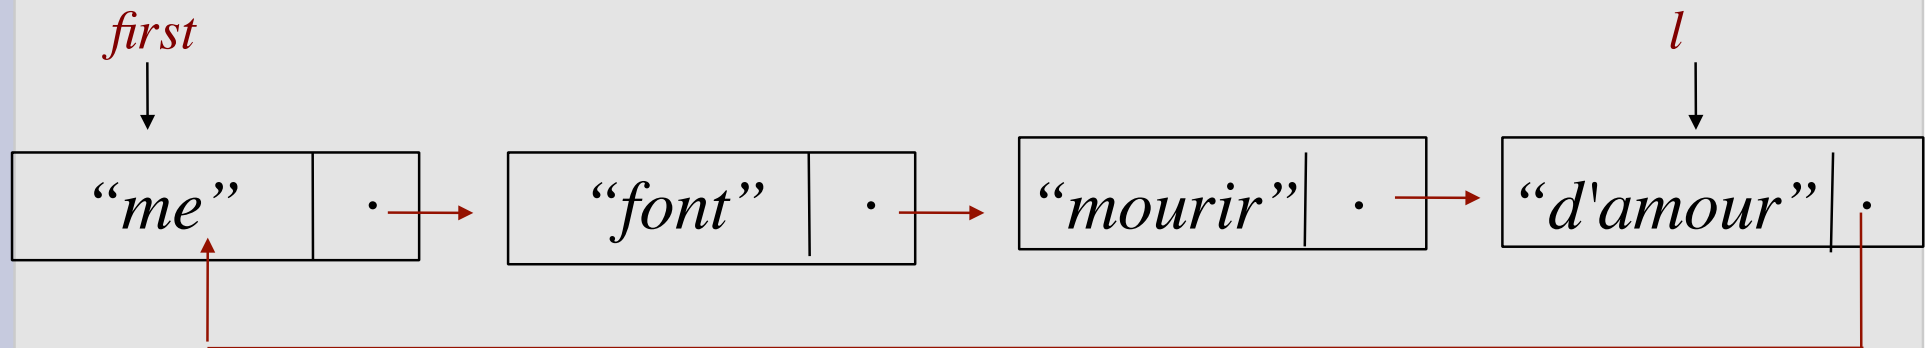 first l
“me” · “font” · “mourir” · “d'amour” ·